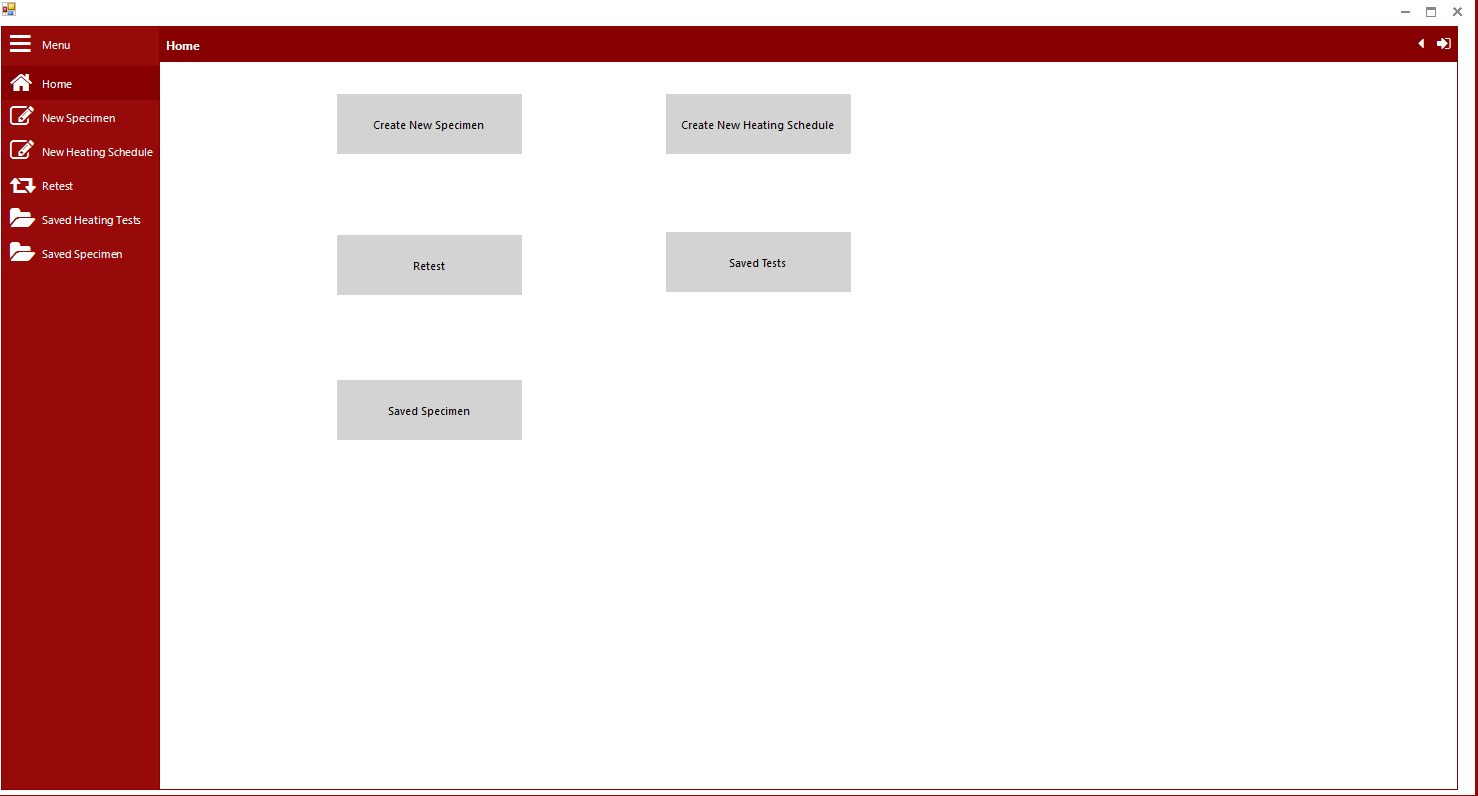 Menu
Home
Home
New Specimen
New Heating Schedule
Retest
Saved Heating Tests
Saved Specimen
Create New Specimen
Create New Heating Schedule
Retest
Saved Tests
Saved Specimen